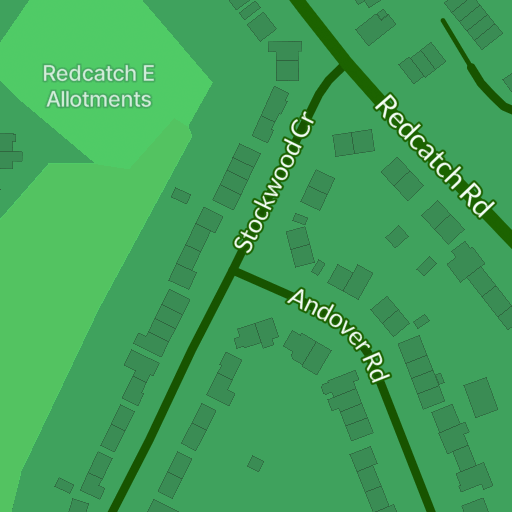 Redcatch E
Allotments
Stockwood Cr
Redcatch Rd
Andover Rd